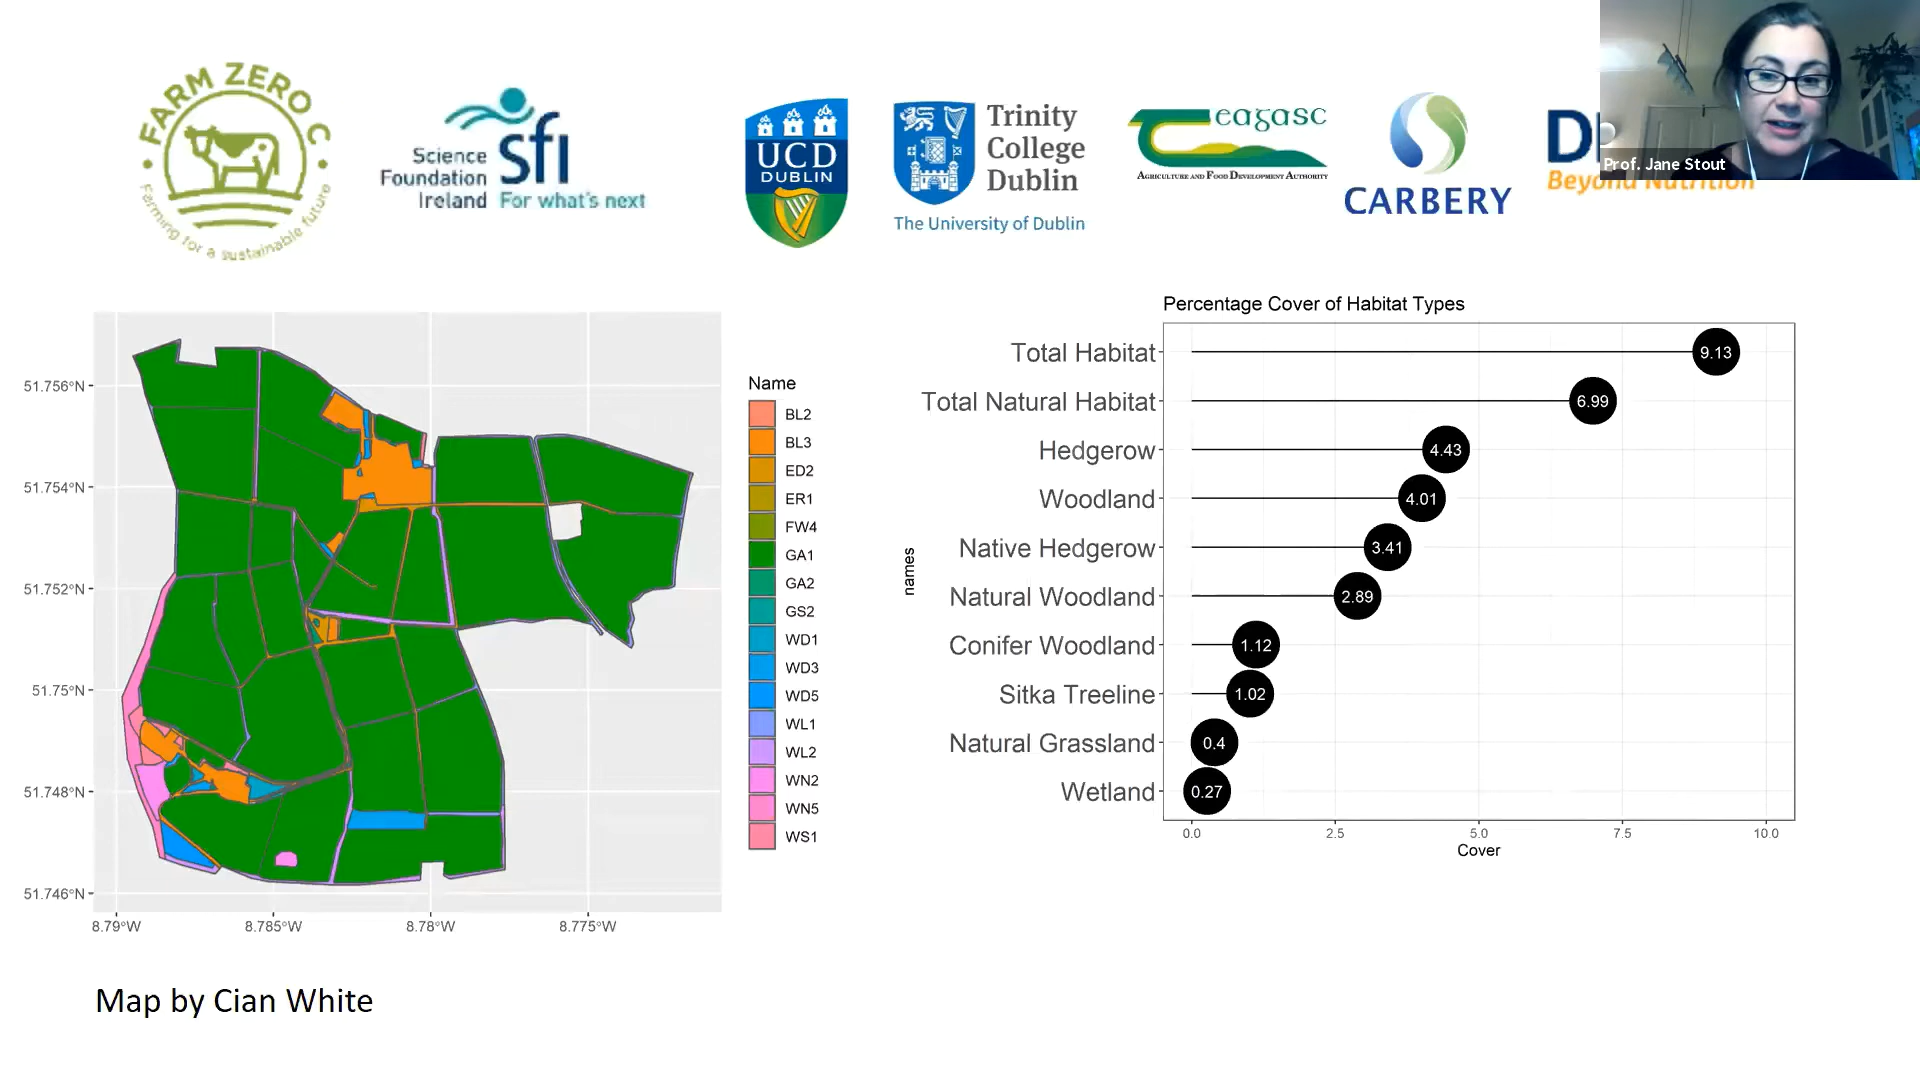 FARM ZERO C
Farming for a sustainable future
Science
Foundation
Ireland
sfi
For what's next
UCD
DUBLIN
Trinity
College
Dublin
The University of Dublin
Teagasc
AGRICULTURE AND FOOD DEVELOPMENT AUTHORITY
CARBERY
Beyond Nutrition
Prof. Jane Stout
51.756°N
51.754°N
51.752°N
51.75°N
51.748°N
51.746°N
8.79°W
8.785°W
8.78°W
8.775°W
Name
BL2
BL3
ED2
ER1
FW4
GA1
GA2
GS2
WD1
WD3
WD5
WL1
WL2
WN2
WN5
WS1
Percentage Cover of Habitat Types
names
Total Habitat 9.13
Total Natural Habitat 6.99
Hedgerow 4.43
Woodland 4.01
Native Hedgerow 3.41
Natural Woodland 2.89
Conifer Woodland 1.12
Sitka Treeline 1.02
Natural Grassland 0.4
Wetland 0.27
0.0 2.5 5.0 7.5 10.0
Cover
Map by Cian White